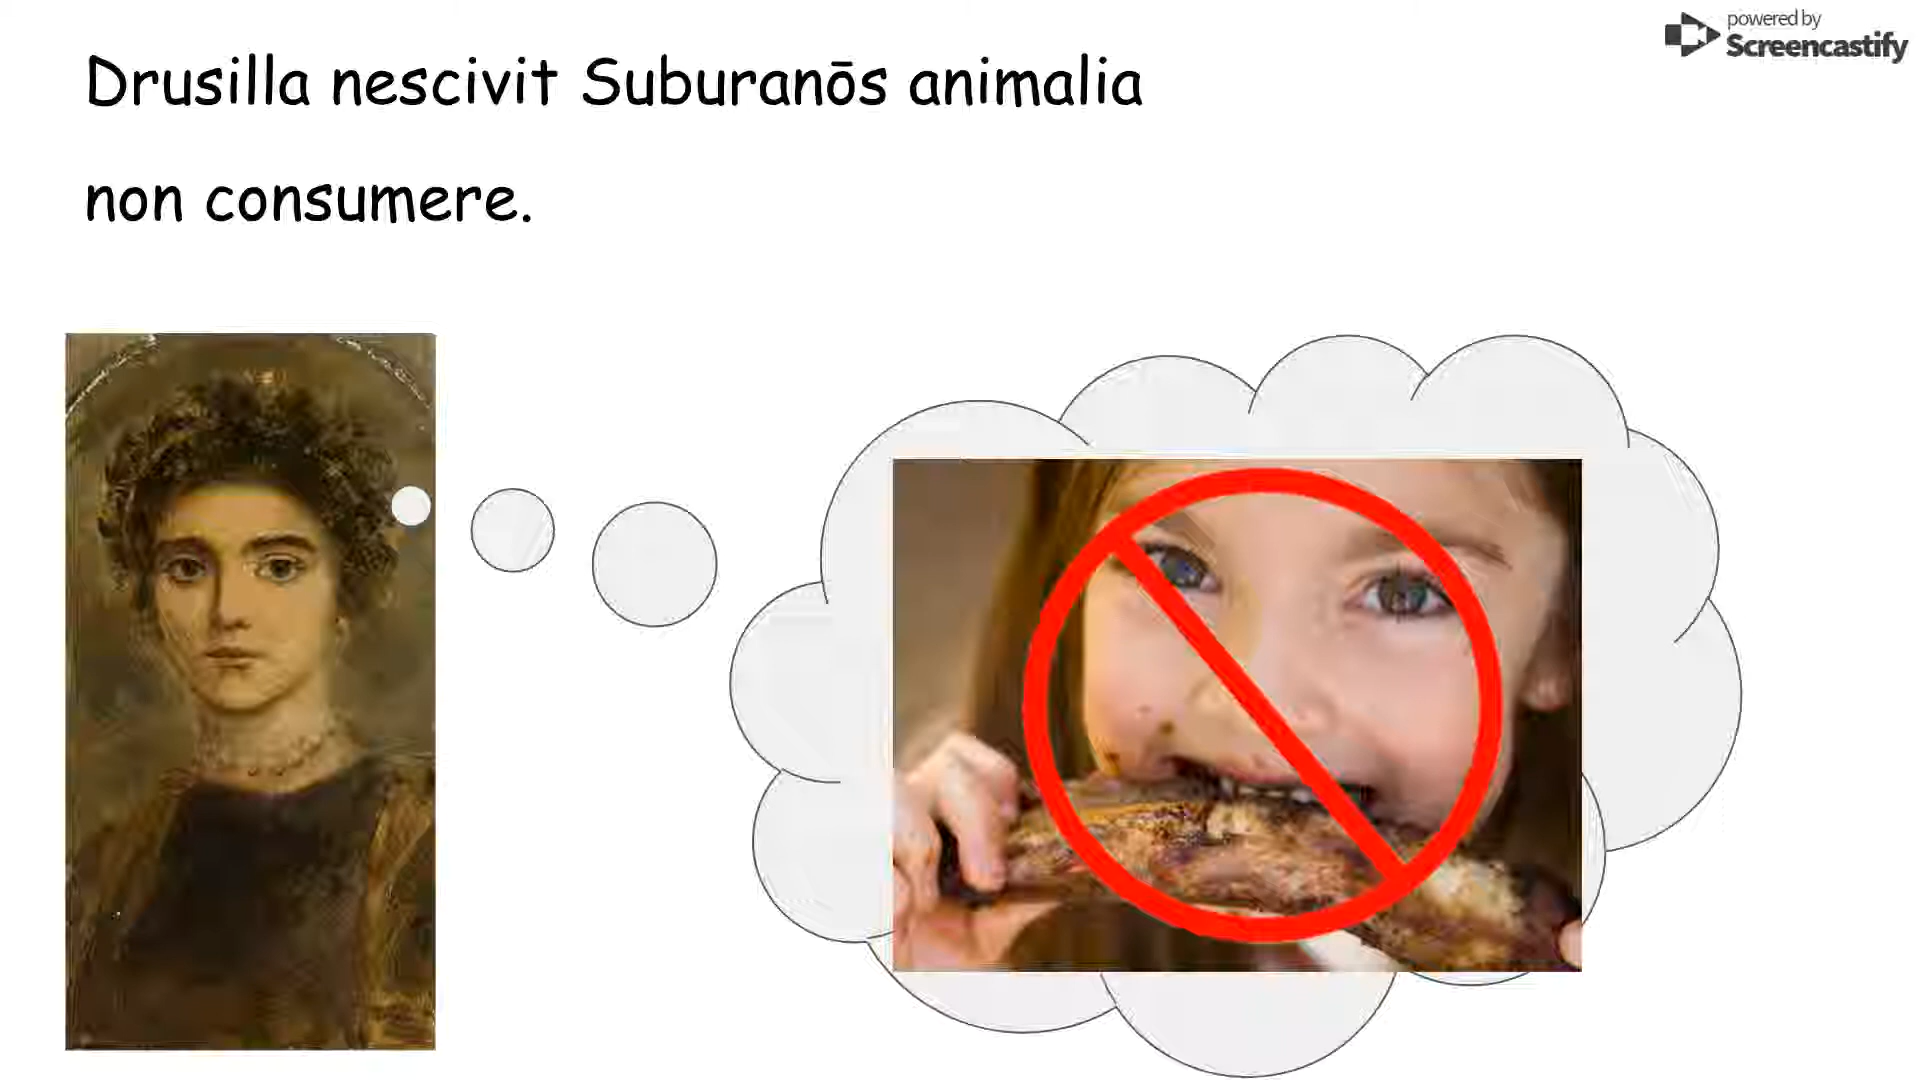 powered by
Screencastify
Drusilla nescivit Suburanōs animalia
non consumere.